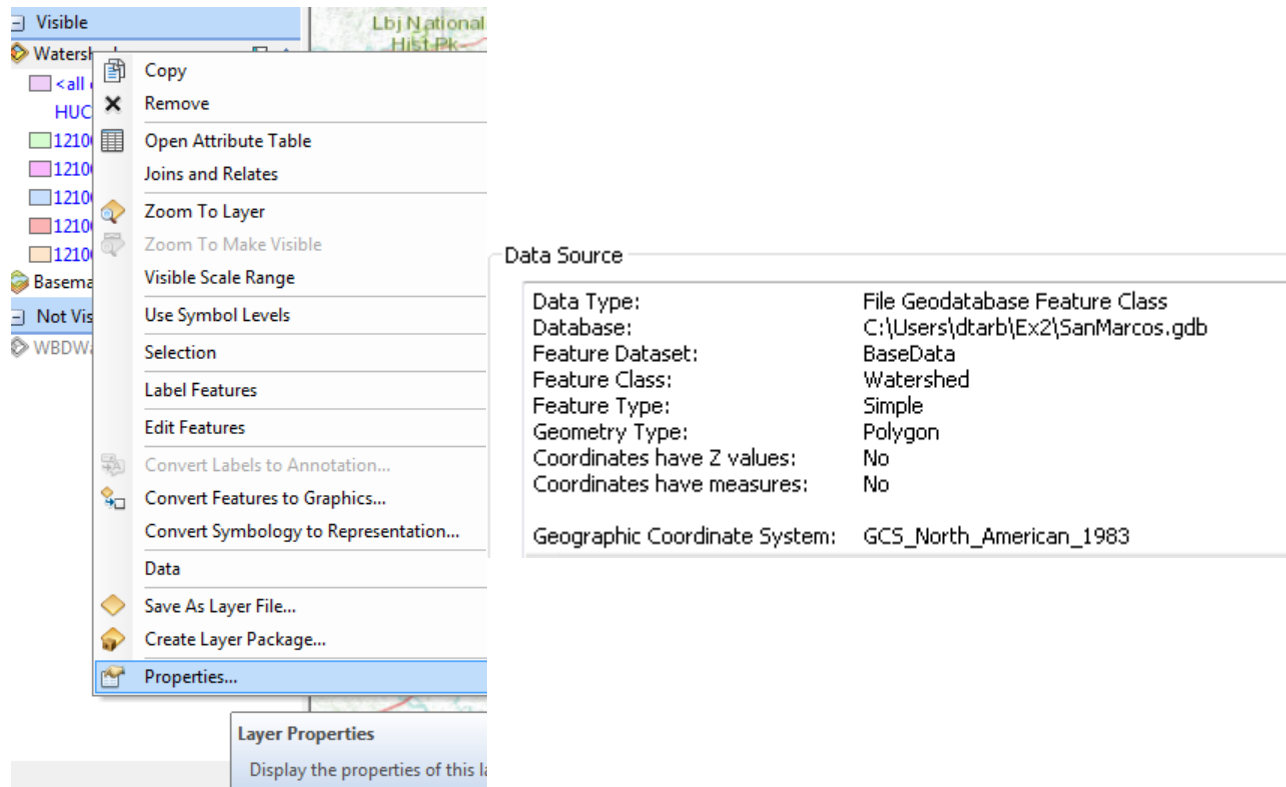 Visible
Lbj National
Hist Pk
<all
HUC
1210
1210
1210
1210
1210
Not Vis
Copy
Remove
Open Attribute Table
Joins and Relates
Zoom To Layer
Zoom To Make Visible
Visible Scale Range
Use Symbol Levels
Selection
Label Features
Edit Features
Convert Labels to Annotation...
Convert Features to Graphics...
Convert Symbology to Representation...
Data
Save As Layer File...
Create Layer Package...
Properties...
Layer Properties
Display the properties of this la
Data Source
Data Type: File Geodatabase Feature Class
Database: C:\Users\dtarb\Ex2\SanMarcos.gdb
Feature Dataset: BaseData
Feature Class: Watershed
Feature Type: Simple
Geometry Type: Polygon
Coordinates have Z values: No
Coordinates have measures: No
Geographic Coordinate System: GCS_North_American_1983